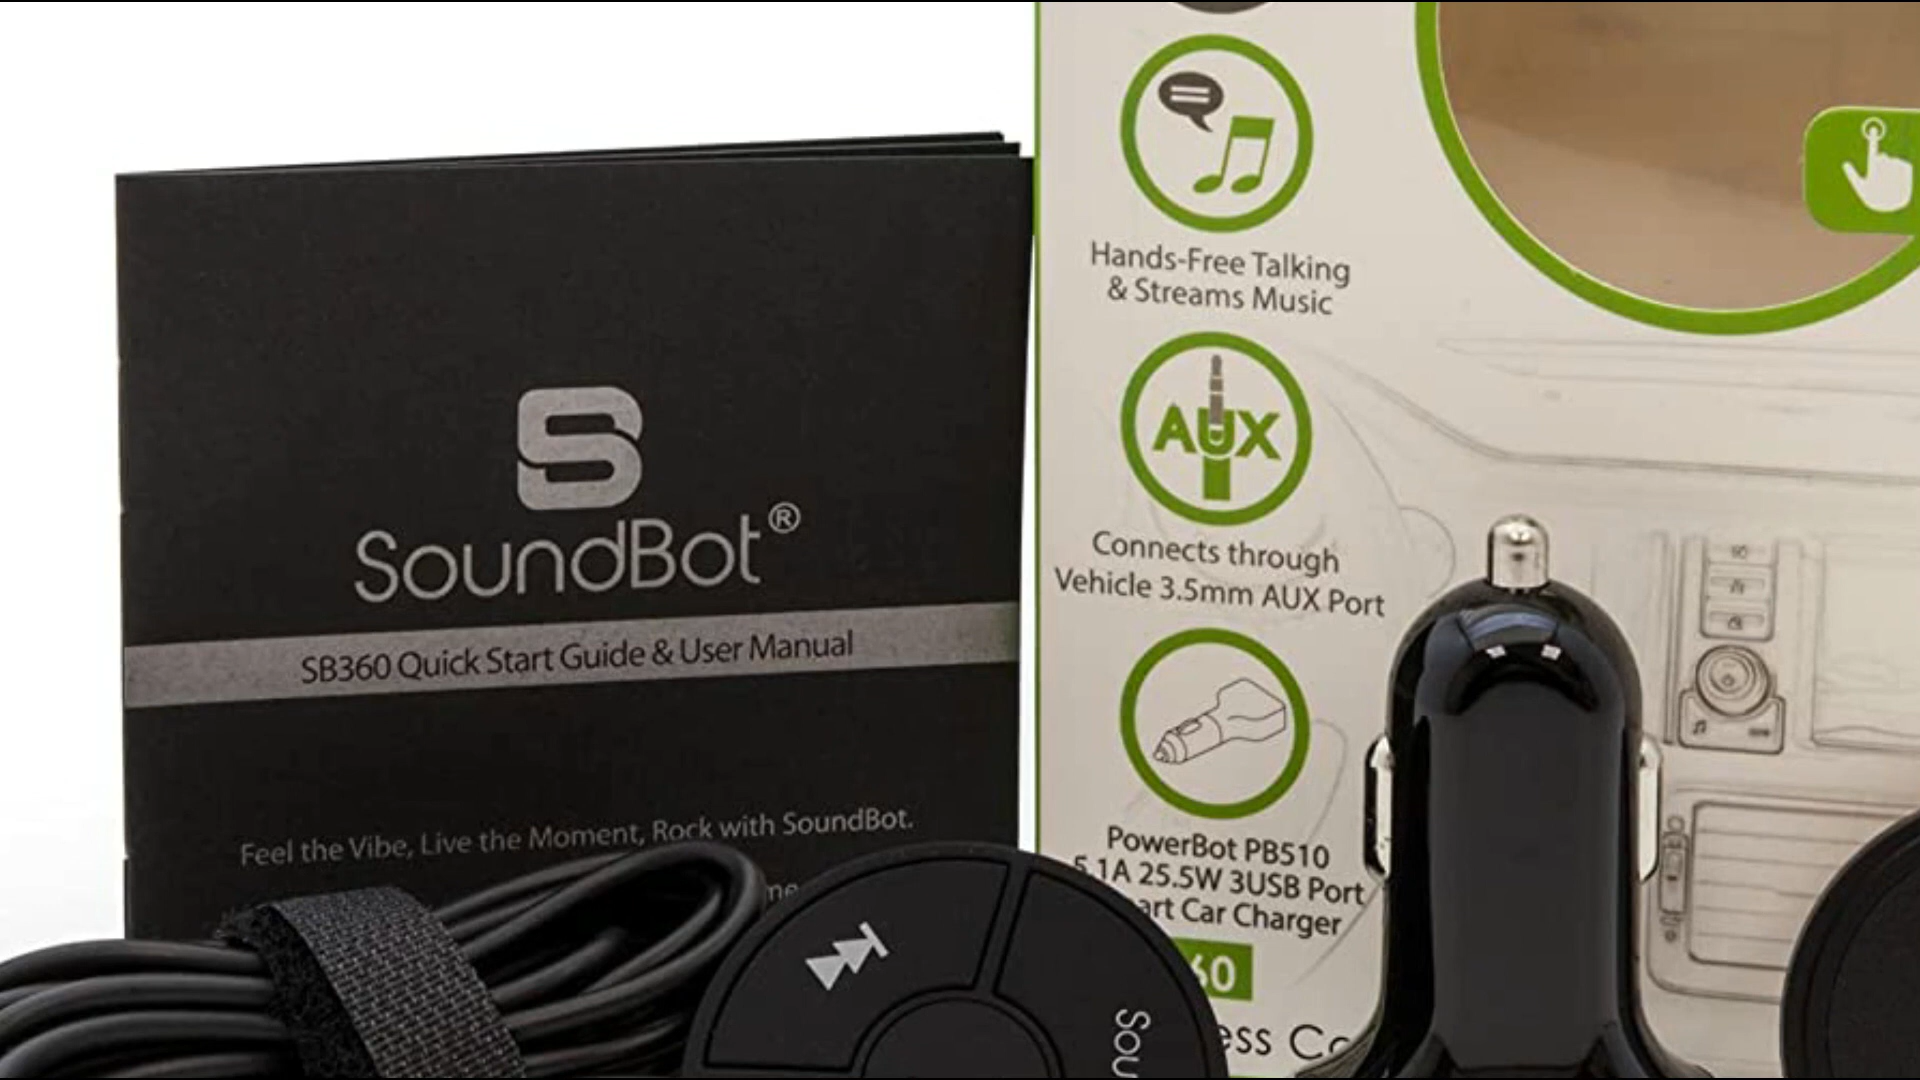 SoundBot®
SB360 Quick Start Guide & User Manual
Feel the Vibe, Live the Moment, Rock with SoundBot.
Hands-Free Talking
& Streams Music
AUX
Connects through
Vehicle 3.5mm AUX Port
PowerBot PB510
5.1A 25.5W 3USB Port
Car Charger